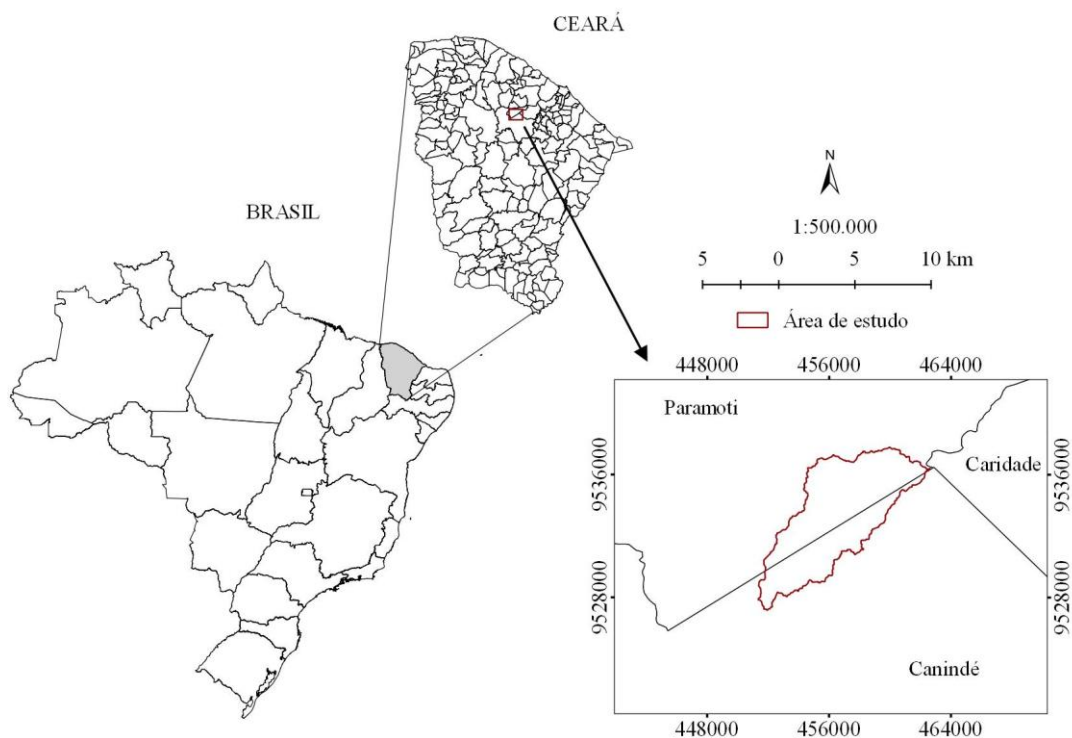 CEARÁ
BRASIL
N
1:500.000
5 0 5 10 km
Área de estudo
448000 456000 464000
Paramoti
Caridade
9536000 9536000
9528000 9528000
Canindé
448000 456000 464000